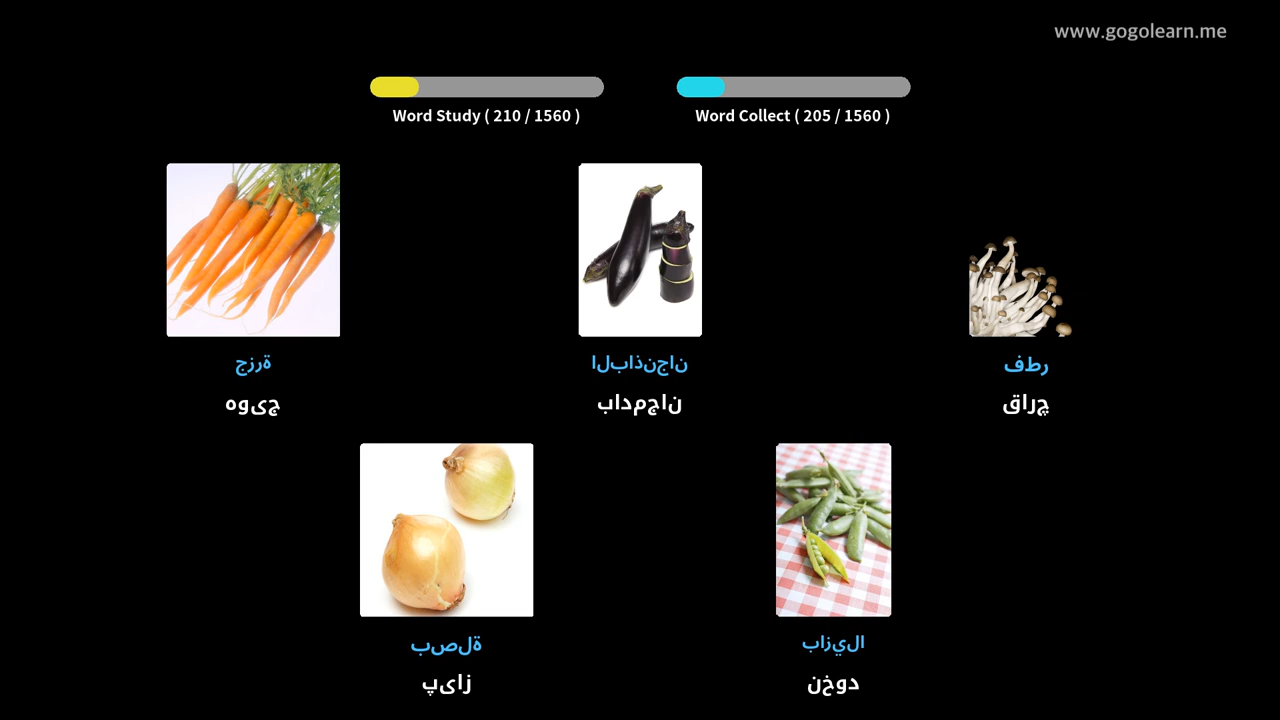 www.gogolearn.me
Word Study ( 210 / 1560 )
Word Collect ( 205 / 1560 )
ةرزج
جیوه
ناجنذابلا
ناجمداب
رطف
چراق
ةلصب
زایپ
اليزاب
دوخن